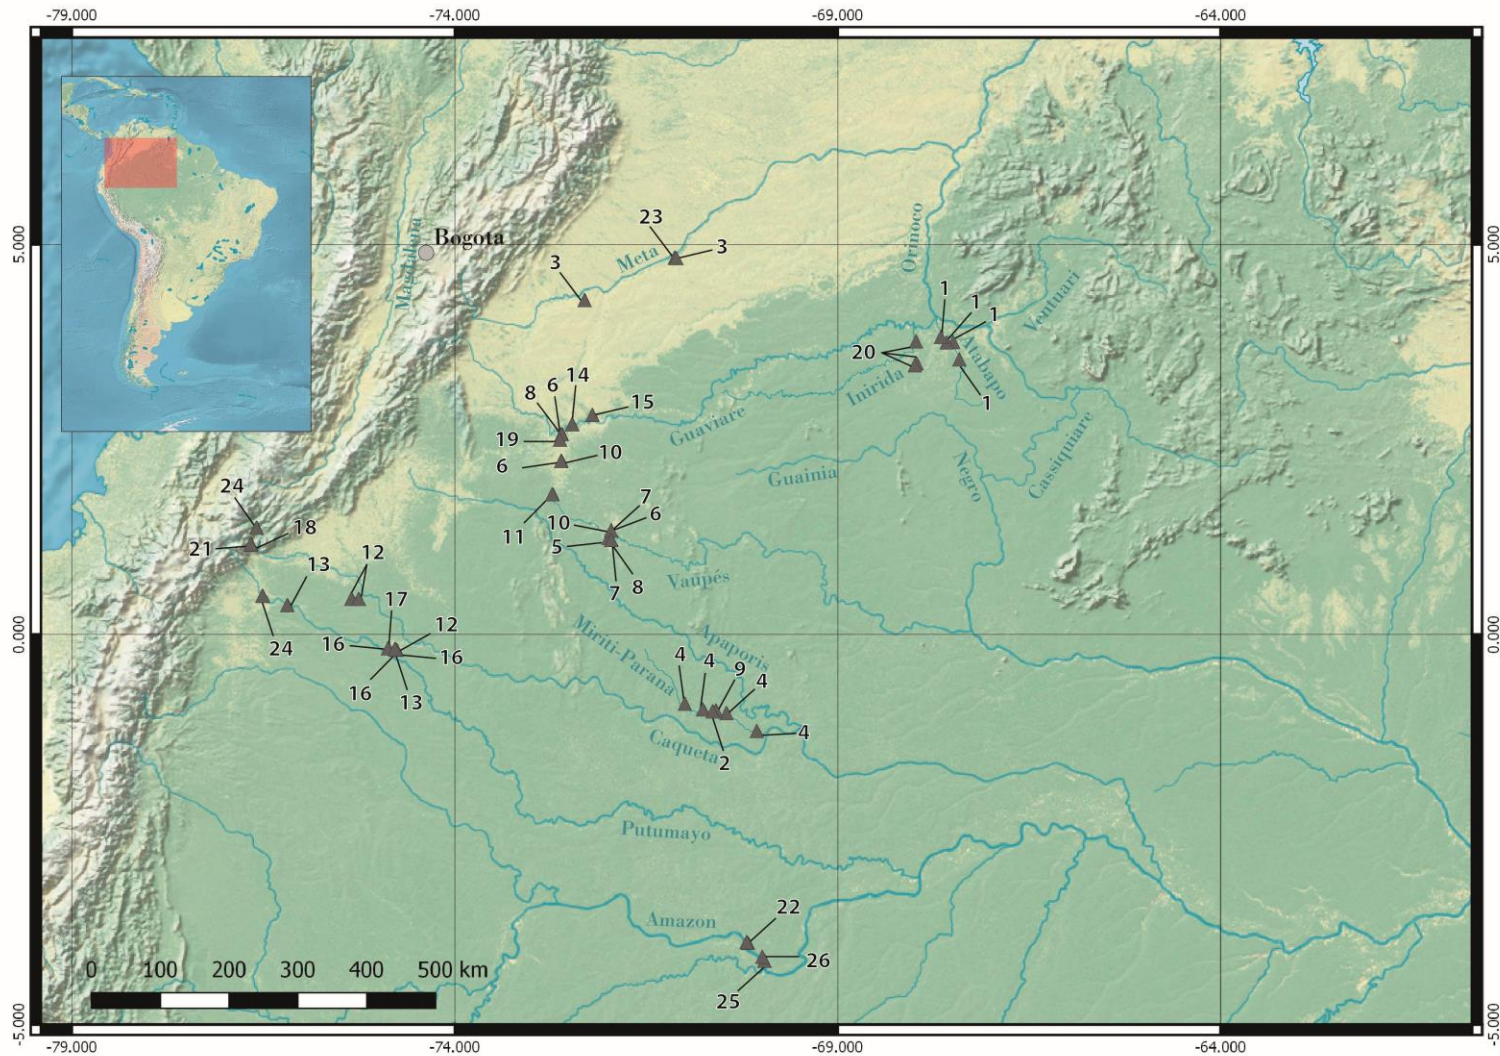 -79.000 -74.000 -69.000 -64.000
Magdalena
Bogota
Orinoco
23
3
5.000 5.000
3
Meta
1
1
1
Ventuari
20
Atabapo
Inirida
1
8 6 14
15
Guaviare
19
6
10
Guainia
Negro
Cassiquiare
24
11
10
7
6
5
7
8
Vaupés
21
18
13
12
24
17
12
16
16
16
13
0.000 0.000
Miriti-Parana
Apaporis
4
4
9
4
4
2
Caqueta
Putumayo
Amazon
22
26
25
0 100 200 300 400 500 km
-5.000 -5.000
-79.000 -74.000 -69.000 -64.000